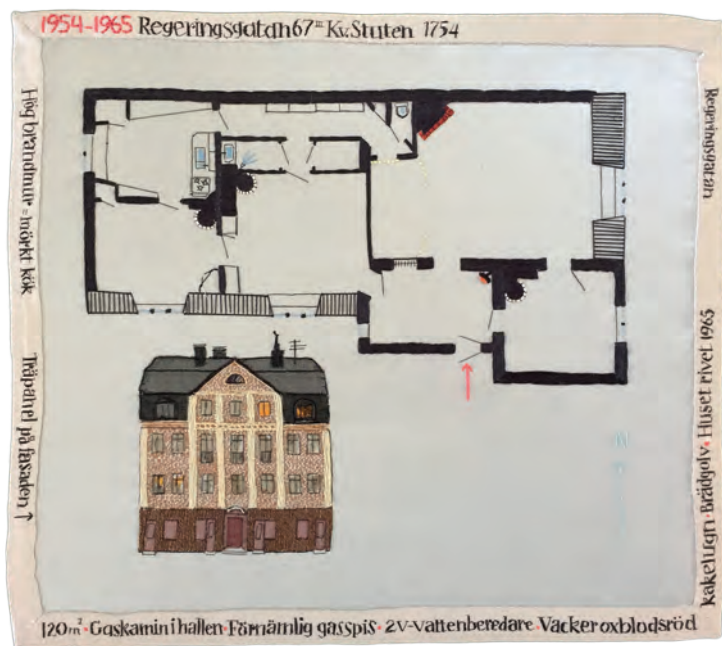 1954-1965 Regeringsgatan 67 Kv. Stuten 1754
Regeringsgatan
Hög brandmur = mörkt kök
Träpanel på fasaden ↑
N
120m² • Gaskamin i hallen • Förnämlig gasspis • 2V-vattenberedare • Vacker oxblodsröd
kakelugn • Brädgolv • Huset rivet 1965